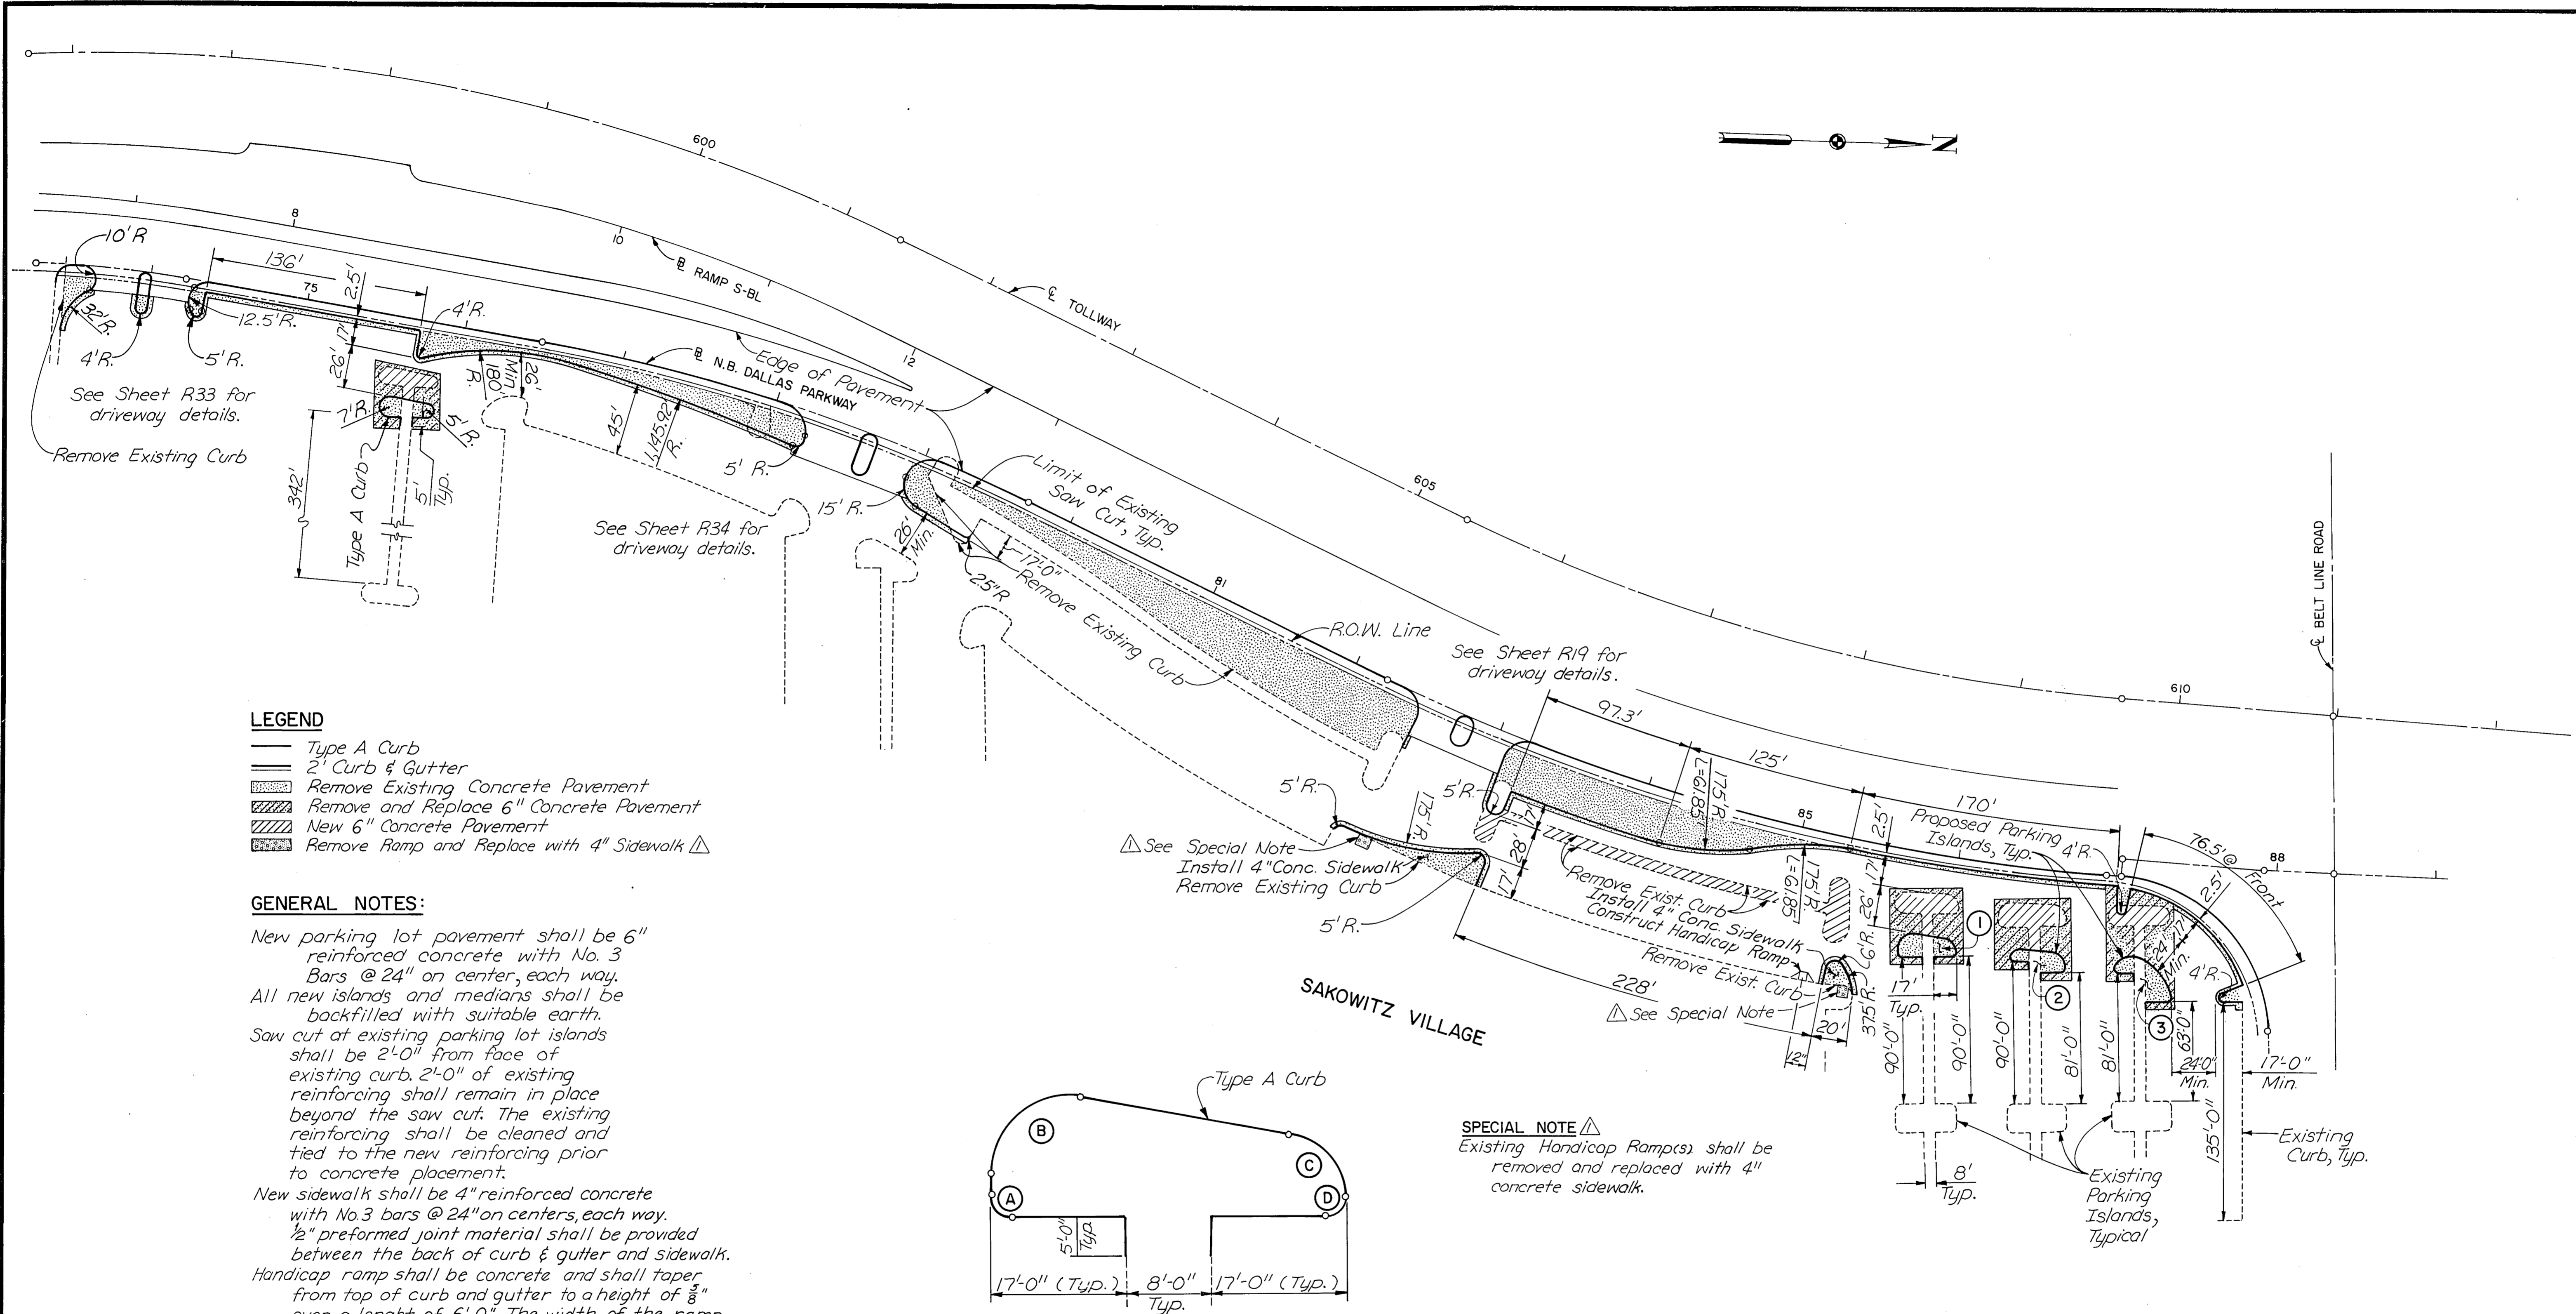 600
N
8
10
10'R
136'
2.5'
75
℄ RAMP S-BL
℄ TOLLWAY
4'R.
32'R.
12.5'R.
17'
12
4'R.
5'R.
26'
Edge of Pavement
N.B. DALLAS PARKWAY
26'
Min
180'
R.
See Sheet R33 for
driveway details.
7'R.
5'R.
45'
1,145.92'
R.
Remove Existing Curb
5' R.
Limit of Existing
Saw Cut, Typ.
605
342'
Type A Curb
5'
Typ.
15' R.
See Sheet R34 for
driveway details.
26'
Min.
17'-0"
25"R
Remove Existing Curb
81
℄ BELT LINE ROAD
R.O.W. Line
See Sheet R19 for
driveway details.
610
97.3'
125'
170'
Proposed Parking
Islands, Typ.
4'R.
76.5'@
Front
88
LEGEND
Type A Curb
2' Curb & Gutter
Remove Existing Concrete Pavement
Remove and Replace 6" Concrete Pavement
New 6" Concrete Pavement
Remove Ramp and Replace with 4" Sidewalk △1
5'R.
175'R.
5'R.
17'
28'
17'
175'R
L=61.85'
85
2.5'
17'
175'R.
L=61.85
26'
6'R.
2.5'
17'
24'
Min.
4'R.
△1 See Special Note
Install 4" Conc. Sidewalk
Remove Existing Curb
5'R.
Remove Exist. Curb
Install 4" Conc. Sidewalk
Construct Handicap Ramp
Remove Exist. Curb
△1 See Special Note
228'
SAKOWITZ VILLAGE
12"
20'
37.5'R.
17'
Typ.
1
2
3
90'-0"
90'-0"
90'-0"
81'-0"
81'-0"
63'-0"
24'-0"
Min.
17'-0"
Min.
135'-0"
Existing
Curb, Typ.
8'
Typ.
Existing
Parking
Islands,
Typical
GENERAL NOTES:
New parking lot pavement shall be 6"
reinforced concrete with No. 3
Bars @ 24" on center, each way.
All new islands and medians shall be
backfilled with suitable earth.
Saw cut at existing parking lot islands
shall be 2'-0" from face of
existing curb. 2'-0" of existing
reinforcing shall remain in place
beyond the saw cut. The existing
reinforcing shall be cleaned and
tied to the new reinforcing prior
to concrete placement.
New sidewalk shall be 4" reinforced concrete
with No.3 bars @ 24" on centers, each way.
½" preformed joint material shall be provided
between the back of curb & gutter and sidewalk.
Handicap ramp shall be concrete and shall taper
from top of curb and gutter to a height of ⅝"
over a lenght of 6'-0". The width of the ramp
Type A Curb
B
C
A
D
5'-0"
Typ.
17'-0" (Typ.)
8'-0"
Typ.
17'-0" (Typ.)
SPECIAL NOTE △1
Existing Handicap Ramp(s) shall be
removed and replaced with 4"
concrete sidewalk.